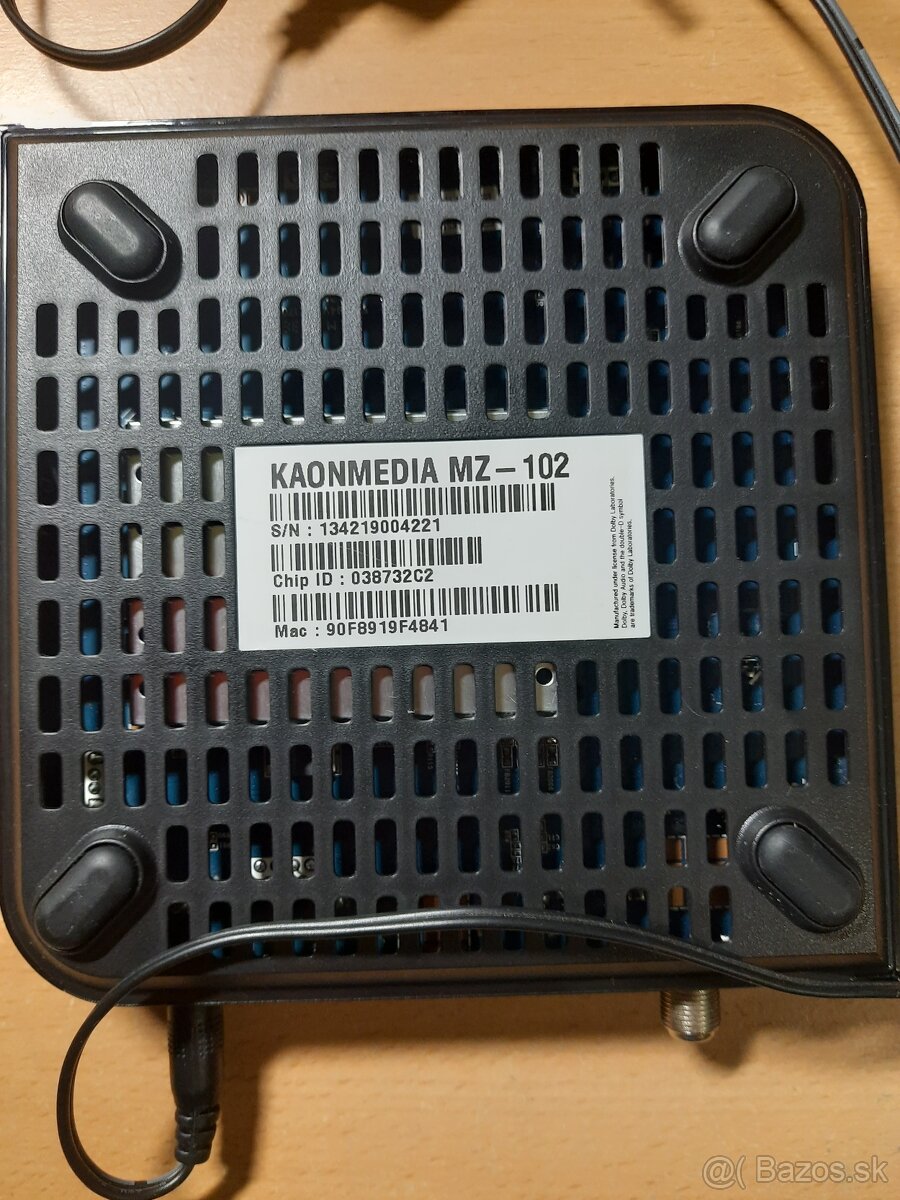 KAONMEDIA MZ-102
S/N : 134219004221
Chip ID : 038732C2
Mac : 90F8919F4841
Manufactured under license from Dolby Laboratories.
Dolby, Dolby Audio and the double-D symbol
are trademarks of Dolby Laboratories.
@( Bazos.sk